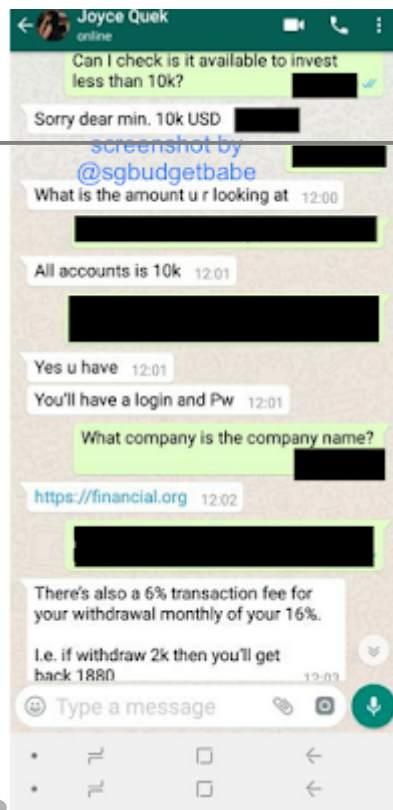 Joyce Quek
online
Can I check is it available to invest
less than 10k?
Sorry dear min. 10k USD
screenshot by
@sgbudgetbabe
What is the amount u r looking at 12:00
All accounts is 10k 12:01
Yes u have 12:01
You'll have a login and Pw 12:01
What company is the company name?
https://financial.org 12:02
There's also a 6% transaction fee for
your withdrawal monthly of your 16%.
I.e. if withdraw 2k then you'll get
back 1880 12:03
Type a message